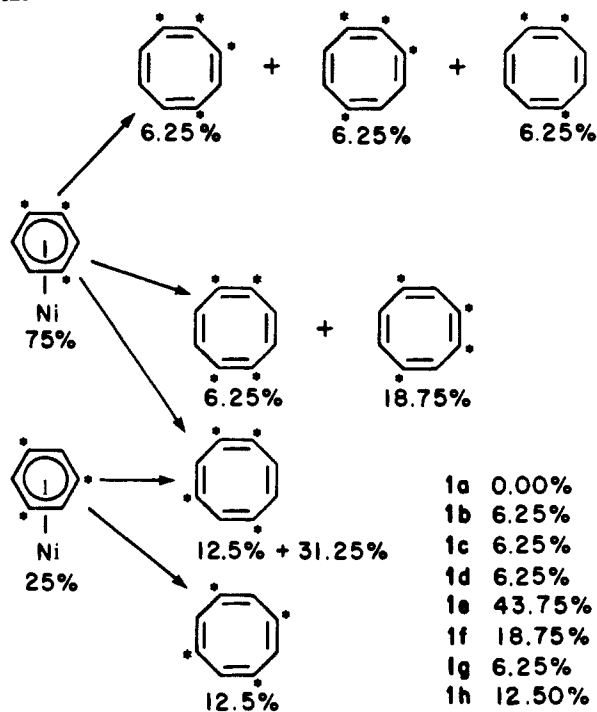 6.25% + 6.25% + 6.25%
Ni
75%
6.25% + 18.75%
Ni
25%
12.5% + 31.25%
12.5%
1a 0.00%
1b 6.25%
1c 6.25%
1d 6.25%
1e 43.75%
1f 18.75%
1g 6.25%
1h 12.50%